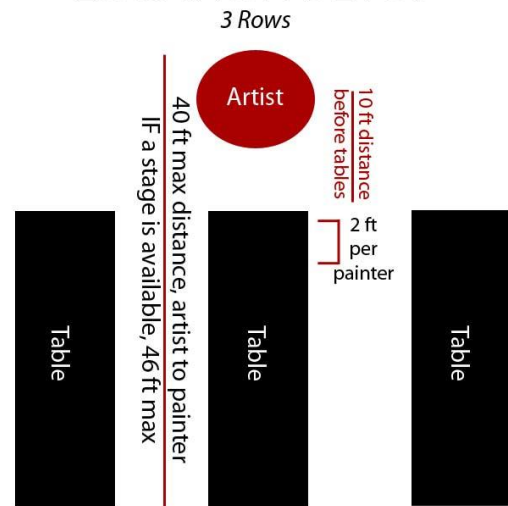 3 Rows
Artist
10 ft distance
before tables
40 ft max distance, artist to painter
IF a stage is available, 46 ft max
2 ft
per
painter
Table
Table
Table